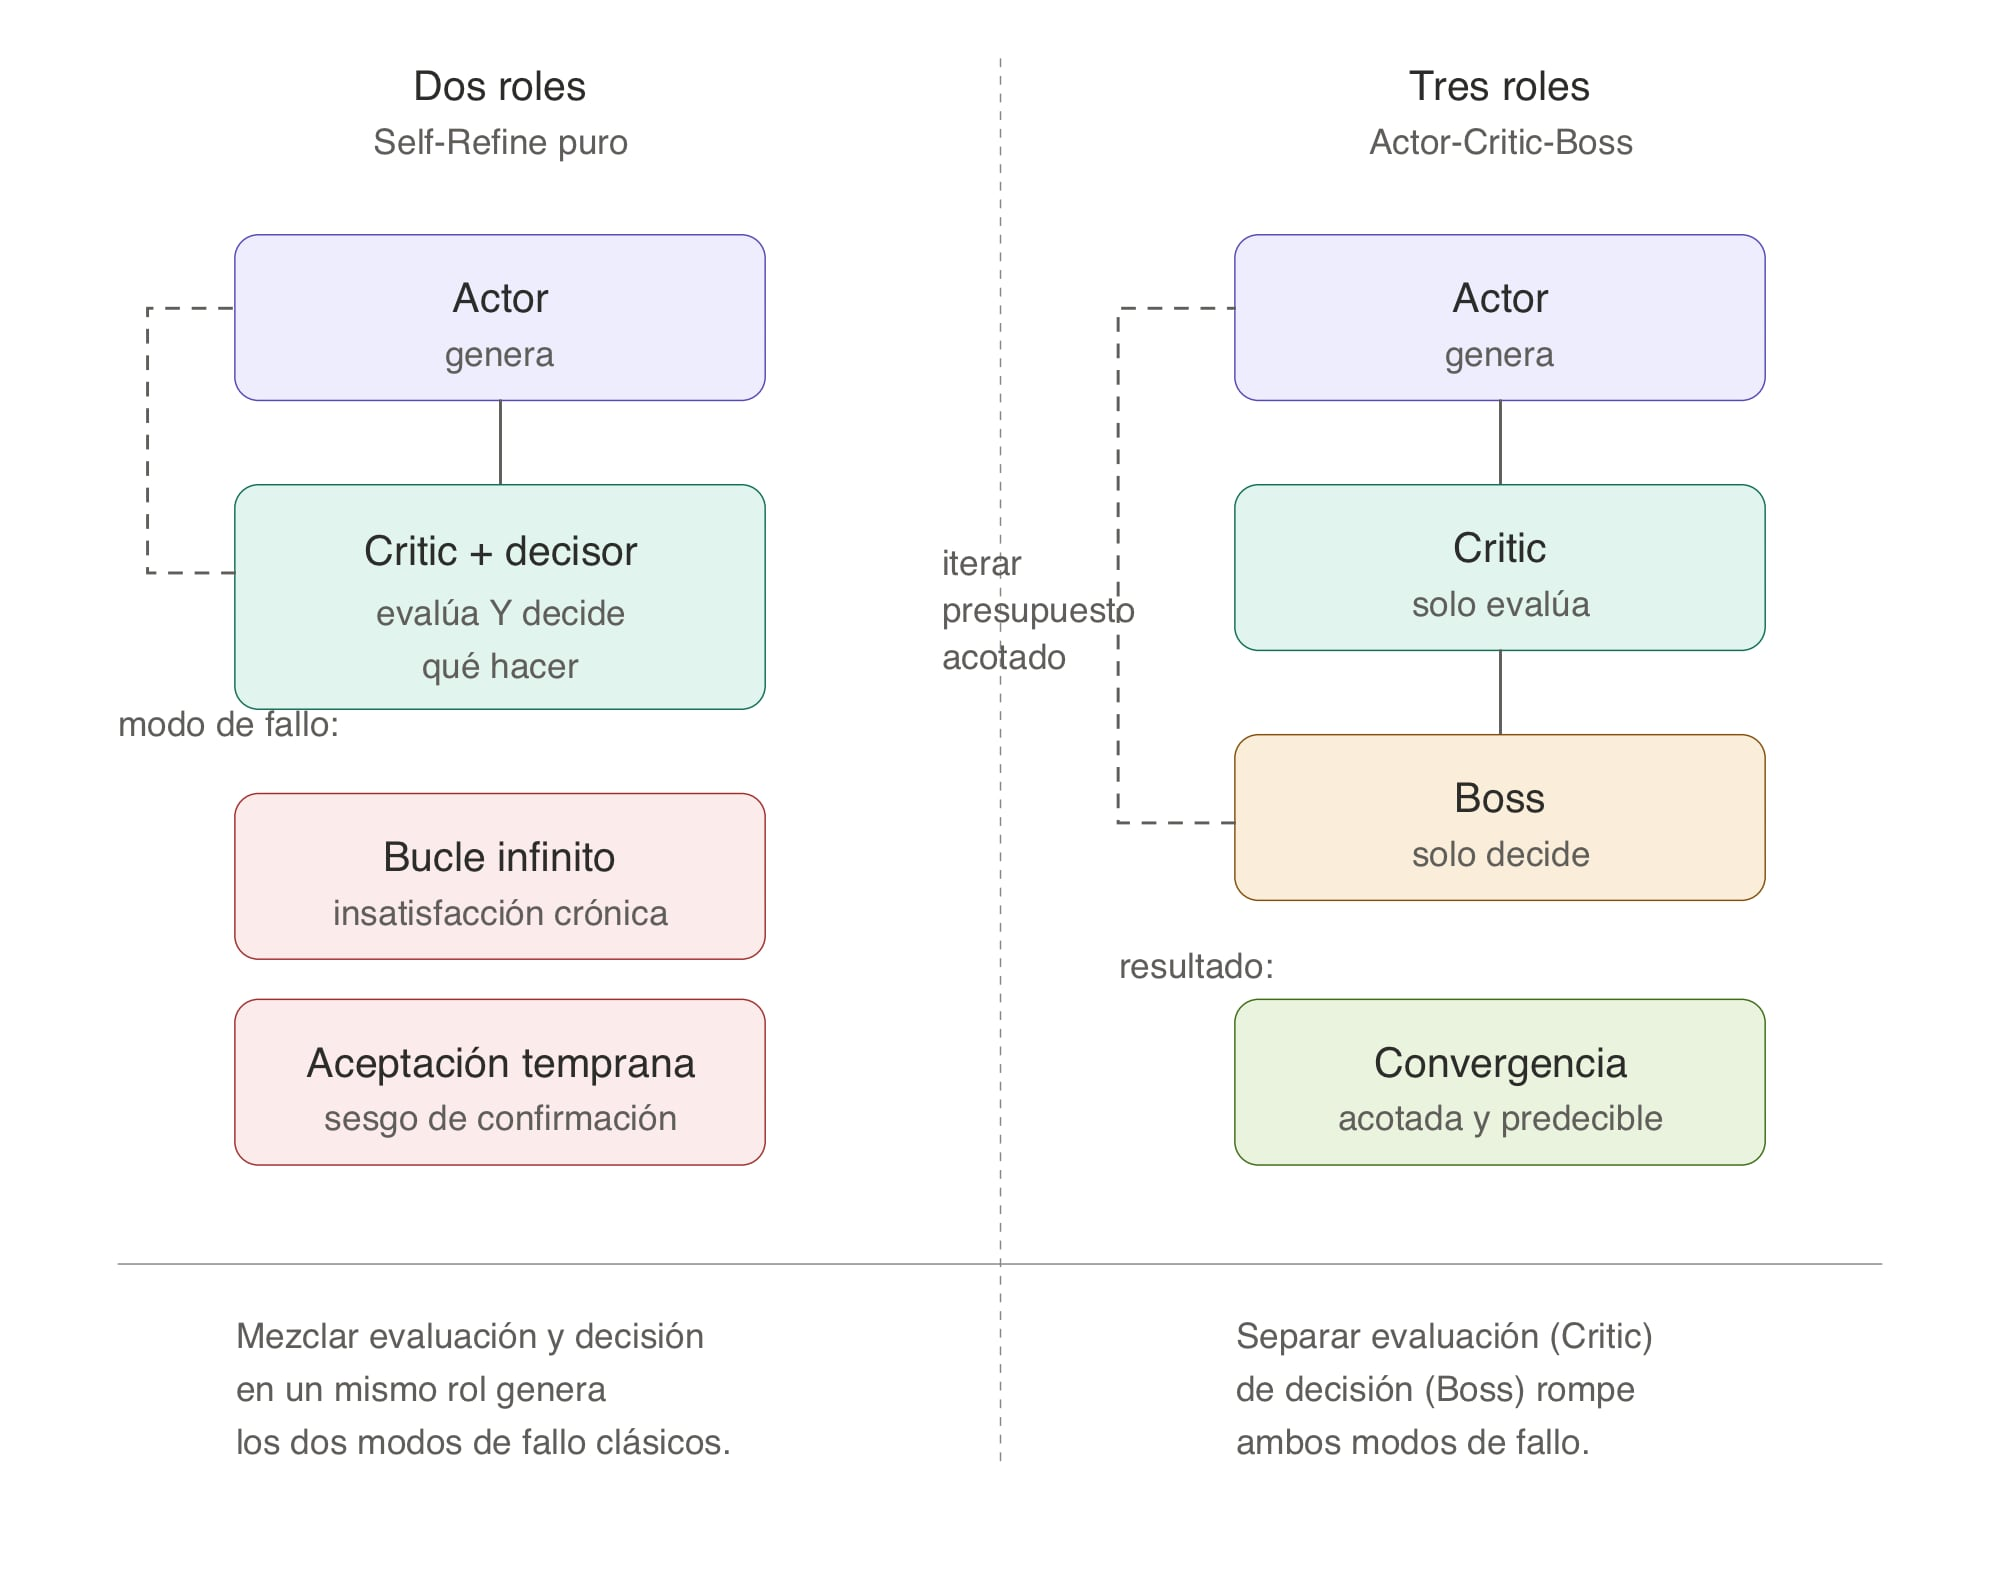 Dos roles
Self-Refine puro
Actor
genera
Critic + decisor
evalúa Y decide
qué hacer
modo de fallo:
Bucle infinito
insatisfacción crónica
Aceptación temprana
sesgo de confirmación
Mezclar evaluación y decisión
en un mismo rol genera
los dos modos de fallo clásicos.
Tres roles
Actor-Critic-Boss
Actor
genera
iterar
presupuesto
acotado
Critic
solo evalúa
Boss
solo decide
resultado:
Convergencia
acotada y predecible
Separar evaluación (Critic)
de decisión (Boss) rompe
ambos modos de fallo.